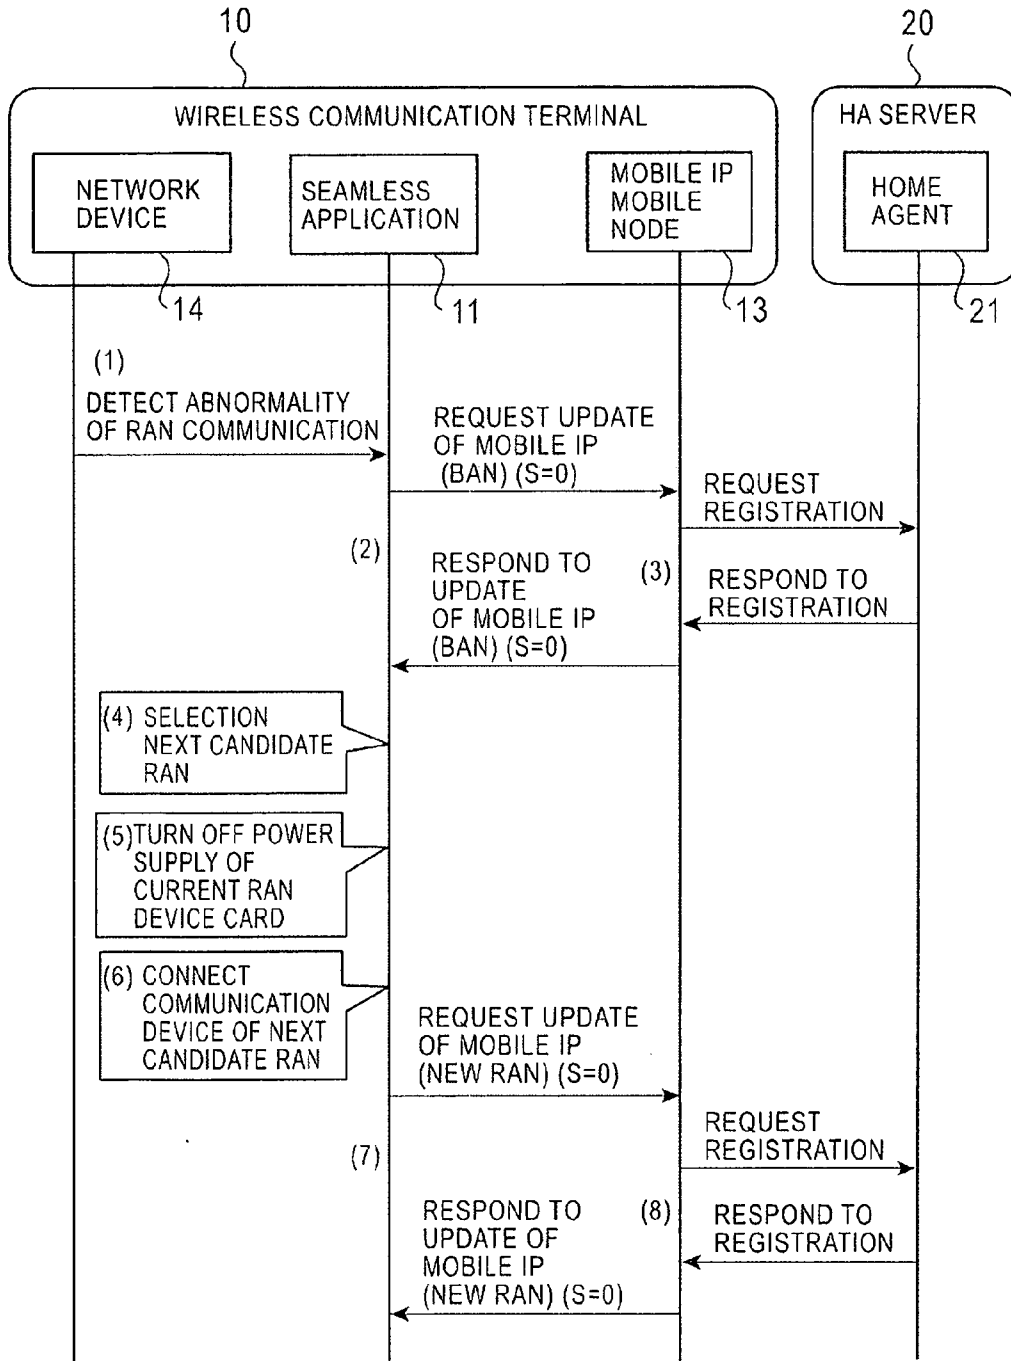 10
20
WIRELESS COMMUNICATION TERMINAL
HA SERVER
NETWORK
DEVICE
SEAMLESS
APPLICATION
MOBILE IP
MOBILE
NODE
HOME
AGENT
14
11
13
21
(1)
DETECT ABNORMALITY
OF RAN COMMUNICATION
REQUEST UPDATE
OF MOBILE IP
(BAN) (S=0)
REQUEST
REGISTRATION
(2)
RESPOND TO
UPDATE
OF MOBILE IP
(BAN) (S=0)
(3)
RESPOND TO
REGISTRATION
(4) SELECTION
NEXT CANDIDATE
RAN
(5) TURN OFF POWER
SUPPLY OF
CURRENT RAN
DEVICE CARD
(6) CONNECT
COMMUNICATION
DEVICE OF NEXT
CANDIDATE RAN
REQUEST UPDATE
OF MOBILE IP
(NEW RAN) (S=0)
REQUEST
REGISTRATION
(7)
RESPOND TO
UPDATE OF
MOBILE IP
(NEW RAN) (S=0)
(8)
RESPOND TO
REGISTRATION